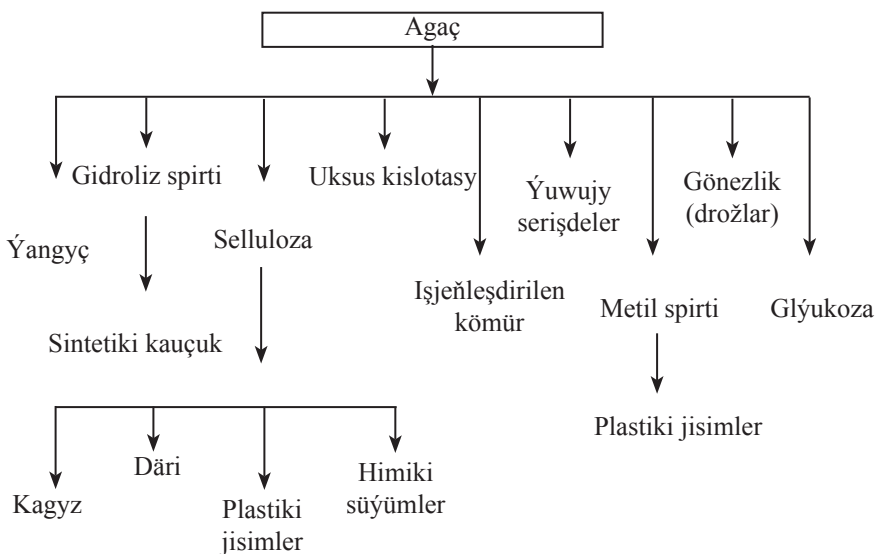 Agaç
Gidroliz spirti
Uksus kislotasy
Ýuwujy
serişdeler
Gönezlik
(drožlar)
Ýangyç
Selluloza
Işjeňleşdirilen
kömür
Metil spirti
Glýukoza
Sintetiki kauçuk
Plastiki jisimler
Kagyz
Däri
Plastiki
jisimler
Himiki
süýümler